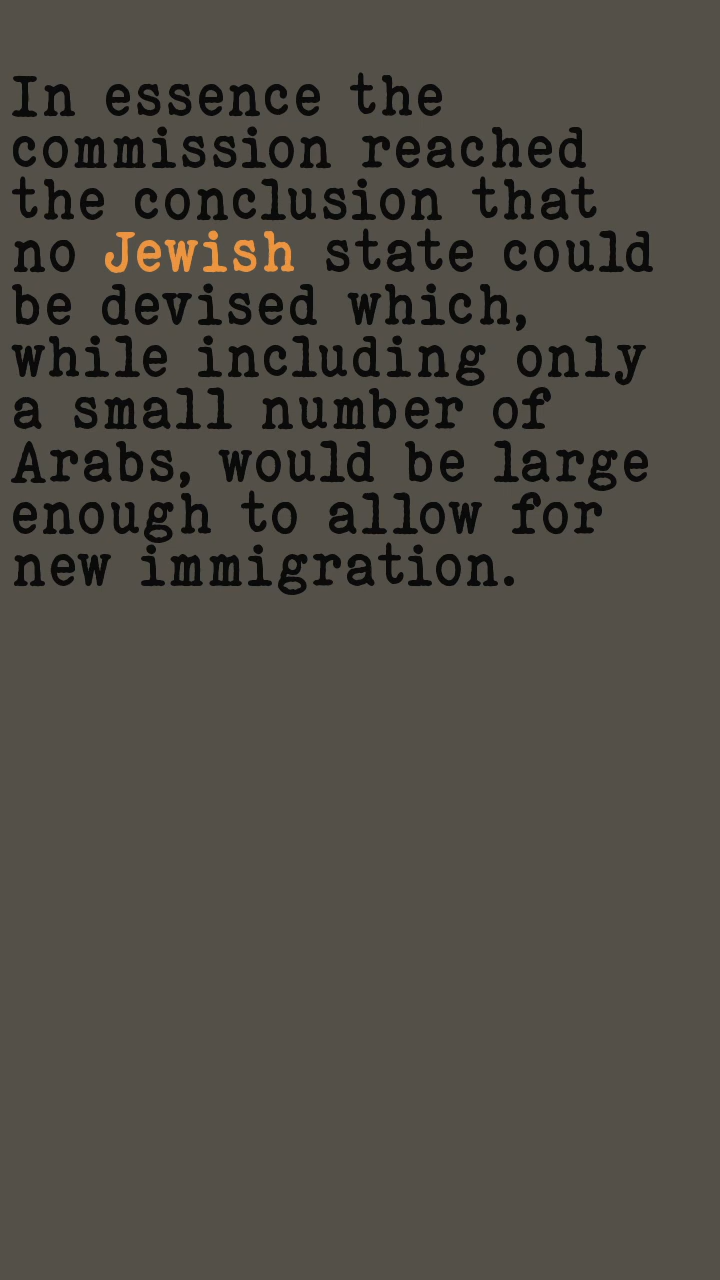 In essence the
commission reached
the conclusion that
no Jewish state could
be devised which,
while including only
a small number of
Arabs, would be large
enough to allow for
new immigration.